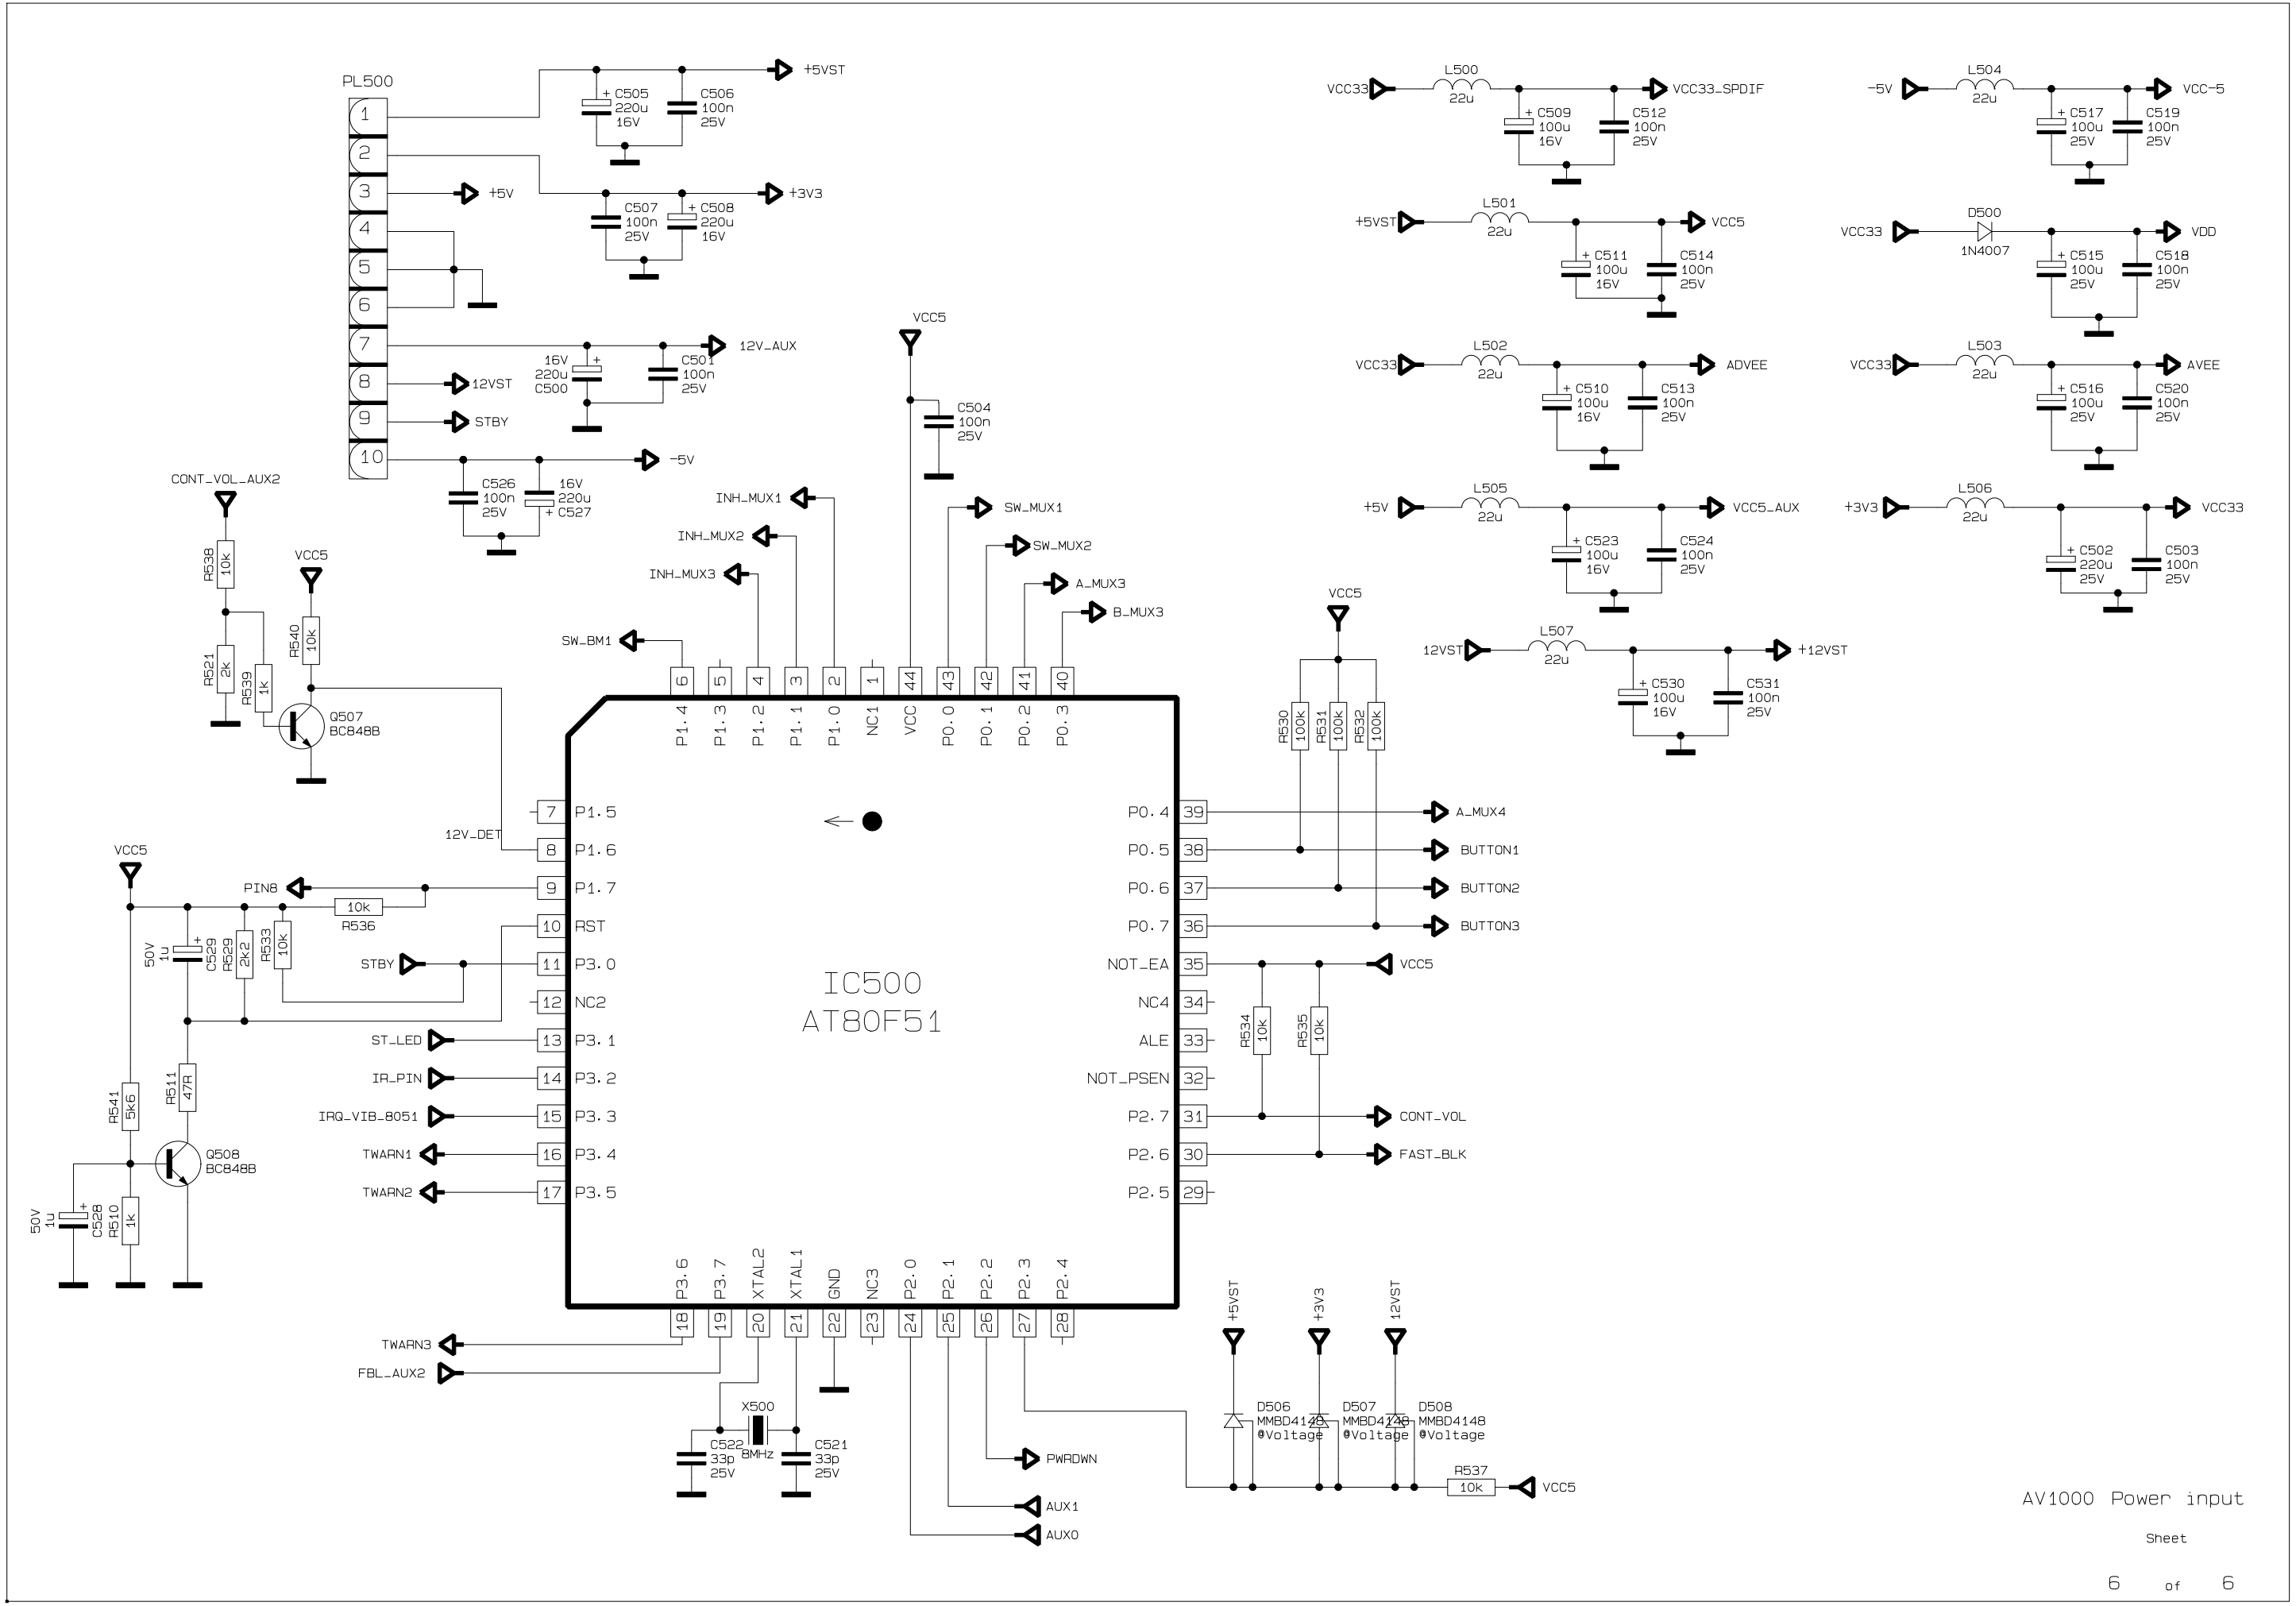 PL500
1
2
3
4
5
6
7
8
9
10
+5VST
+ C505
220u
16V
C506
100n
25V
+5V
+3V3
C507
100n
25V
+ C508
220u
16V
12V_AUX
16V +
220u
C500
C501
100n
25V
12VST
STBY
-5V
C526
100n
25V
16V
220u
+ C527
VCC33
L500
22u
VCC33_SPDIF
+ C509
100u
16V
C512
100n
25V
-5V
L504
22u
VCC-5
+ C517
100u
25V
C519
100n
25V
+5VST
L501
22u
VCC5
+ C511
100u
16V
C514
100n
25V
VCC33
D500
1N4007
VDD
+ C515
100u
25V
C518
100n
25V
VCC33
L502
22u
ADVEE
+ C510
100u
16V
C513
100n
25V
VCC33
L503
22u
AVEE
+ C516
100u
25V
C520
100n
25V
+5V
L505
22u
VCC5_AUX
+ C523
100u
16V
C524
100n
25V
+3V3
L506
22u
VCC33
+ C502
220u
25V
C503
100n
25V
12VST
L507
22u
+12VST
+ C530
100u
16V
C531
100n
25V
CONT_VOL_AUX2
R538
10k
R521
2k
R539
1k
VCC5
R540
10k
Q507
BC848B
12V_DET
VCC5
C504
100n
25V
INH_MUX1
INH_MUX2
INH_MUX3
SW_BM1
SW_MUX1
SW_MUX2
A_MUX3
B_MUX3
6 5 4 3 2 1 44 43 42 41 40
P1.4 P1.3 P1.2 P1.1 P1.0 NC1 VCC P0.0 P0.1 P0.2 P0.3
VCC5
R530
100k
R531
100k
R532
100k
7 P1.5
8 P1.6
9 P1.7
10 RST
11 P3.0
12 NC2
13 P3.1
14 P3.2
15 P3.3
16 P3.4
17 P3.5
IC500
AT80F51
P0.4 39 A_MUX4
P0.5 38 BUTTON1
P0.6 37 BUTTON2
P0.7 36 BUTTON3
NOT_EA 35 VCC5
NC4 34
ALE 33
NOT_PSEN 32
P2.7 31 CONT_VOL
P2.6 30 FAST_BLK
P2.5 29
R534
10k
R535
10k
VCC5
PIN8
10k
R536
50V
1u
+
C529
R529
2k2
R533
10k
STBY
ST_LED
IR_PIN
IRQ_VIB_8051
TWARN1
TWARN2
R541
5k6
R511
47R
Q508
BC848B
50V
1u
+
C528
R510
1k
P3.6 P3.7 XTAL2 XTAL1 GND NC3 P2.0 P2.1 P2.2 P2.3 P2.4
18 19 20 21 22 23 24 25 26 27 28
TWARN3
FBL_AUX2
X500
8MHz
C522
33p
25V
C521
33p
25V
PWRDWN
AUX1
AUX0
+5VST
+3V3
12VST
D506
MMBD4148
@Voltage
D507
MMBD4148
@Voltage
D508
MMBD4148
@Voltage
R537
10k
VCC5
AV1000 Power input
Sheet
6 of 6